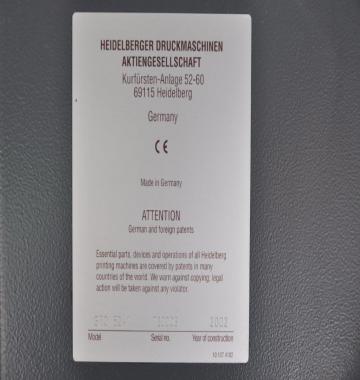 HEIDELBERGER DRUCKMASCHINEN
AKTIENGESELLSCHAFT
Kurfürsten-Anlage 52-60
69115 Heidelberg
Germany
CE
Made in Germany
ATTENTION
German and foreign patents
Essential parts, devices and operations of all Heidelberg
printing machines are covered by patents in many
countries of the world. We warn against copying; legal
action will be taken against any violator.
GTO 52 2002
Model Serial no. Year of construction